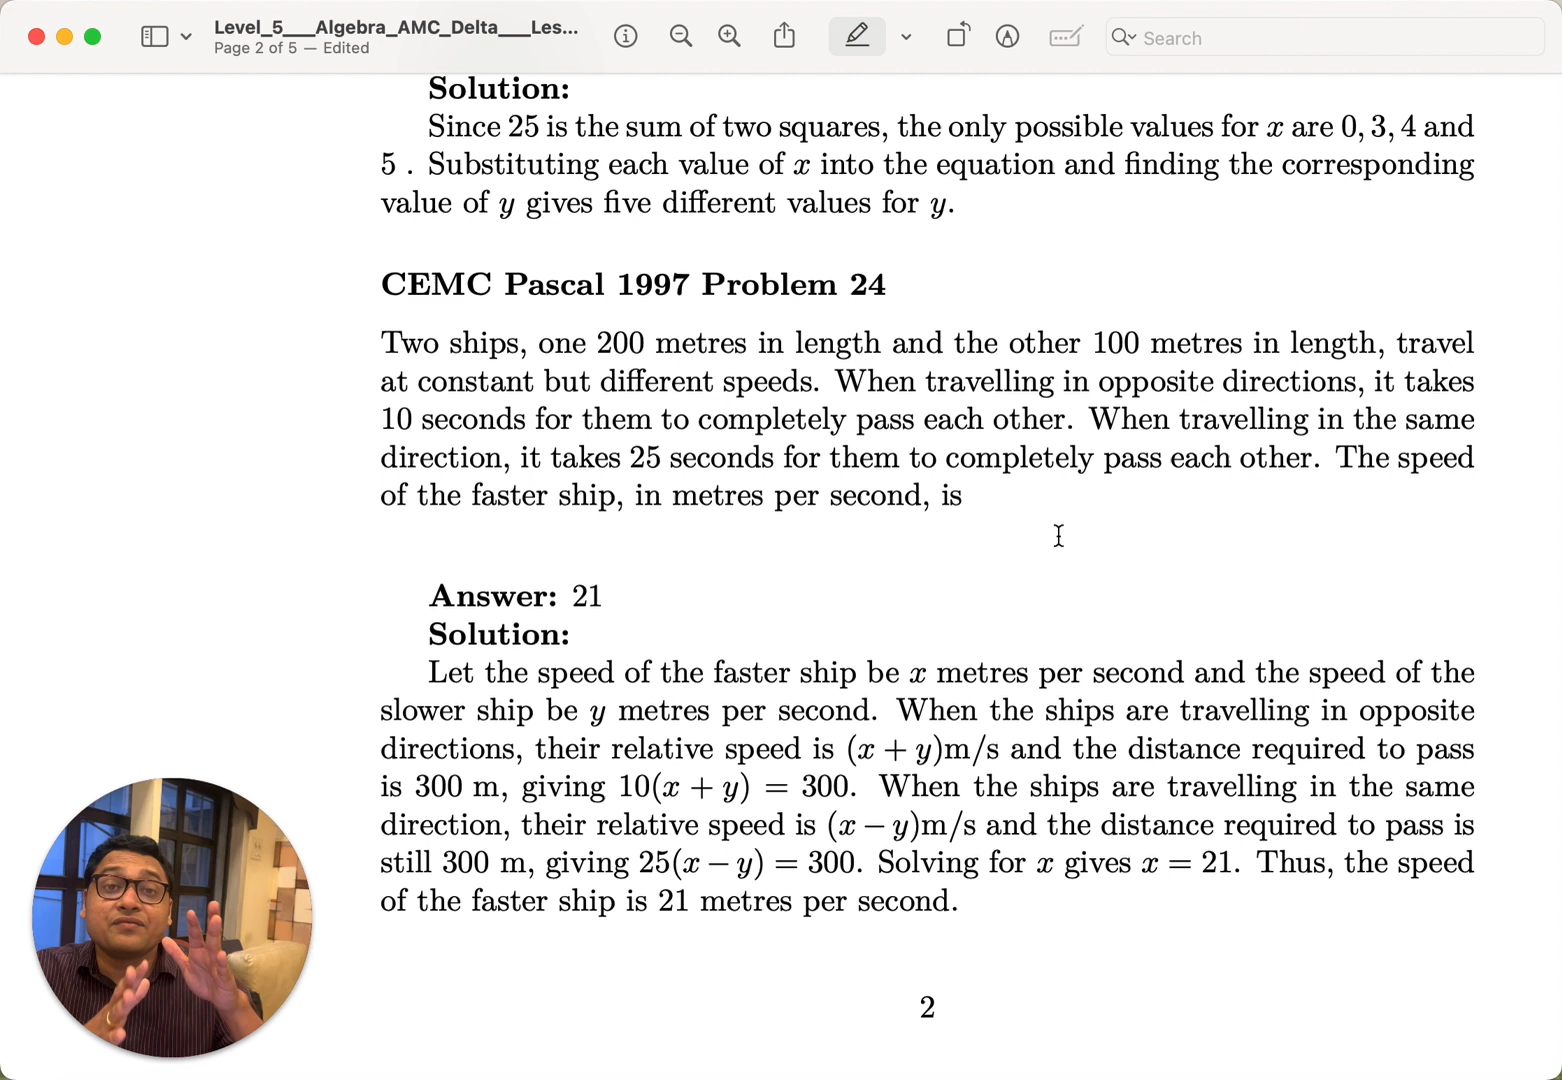 Level_5___Algebra_AMC_Delta___Les...
Page 2 of 5 — Edited
Search
Solution:
Since 25 is the sum of two squares, the only possible values for x are 0, 3, 4 and
5 . Substituting each value of x into the equation and finding the corresponding
value of y gives five different values for y.
CEMC Pascal 1997 Problem 24
Two ships, one 200 metres in length and the other 100 metres in length, travel
at constant but different speeds. When travelling in opposite directions, it takes
10 seconds for them to completely pass each other. When travelling in the same
direction, it takes 25 seconds for them to completely pass each other. The speed
of the faster ship, in metres per second, is
Answer: 21
Solution:
Let the speed of the faster ship be x metres per second and the speed of the
slower ship be y metres per second. When the ships are travelling in opposite
directions, their relative speed is (x + y)m/s and the distance required to pass
is 300 m, giving 10(x + y) = 300. When the ships are travelling in the same
direction, their relative speed is (x − y)m/s and the distance required to pass is
still 300 m, giving 25(x − y) = 300. Solving for x gives x = 21. Thus, the speed
of the faster ship is 21 metres per second.
2